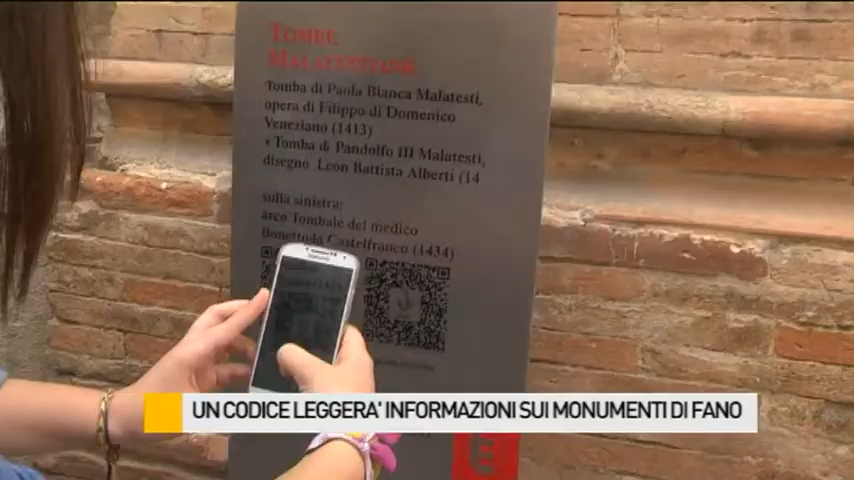 TOMBE
MALATESTIANE
Tomba di Paola Bianca Malatesti,
opera di Filippo di Domenico
Veneziano (1413)
• Tomba di Pandolfo III Malatesti,
disegno Leon Battista Alberti (14
sulla sinistra:
arco Tombale del medico
Bonetto da Castelfranco (1434)
SAMSUNG
UN CODICE LEGGERA' INFORMAZIONI SUI MONUMENTI DI FANO
E